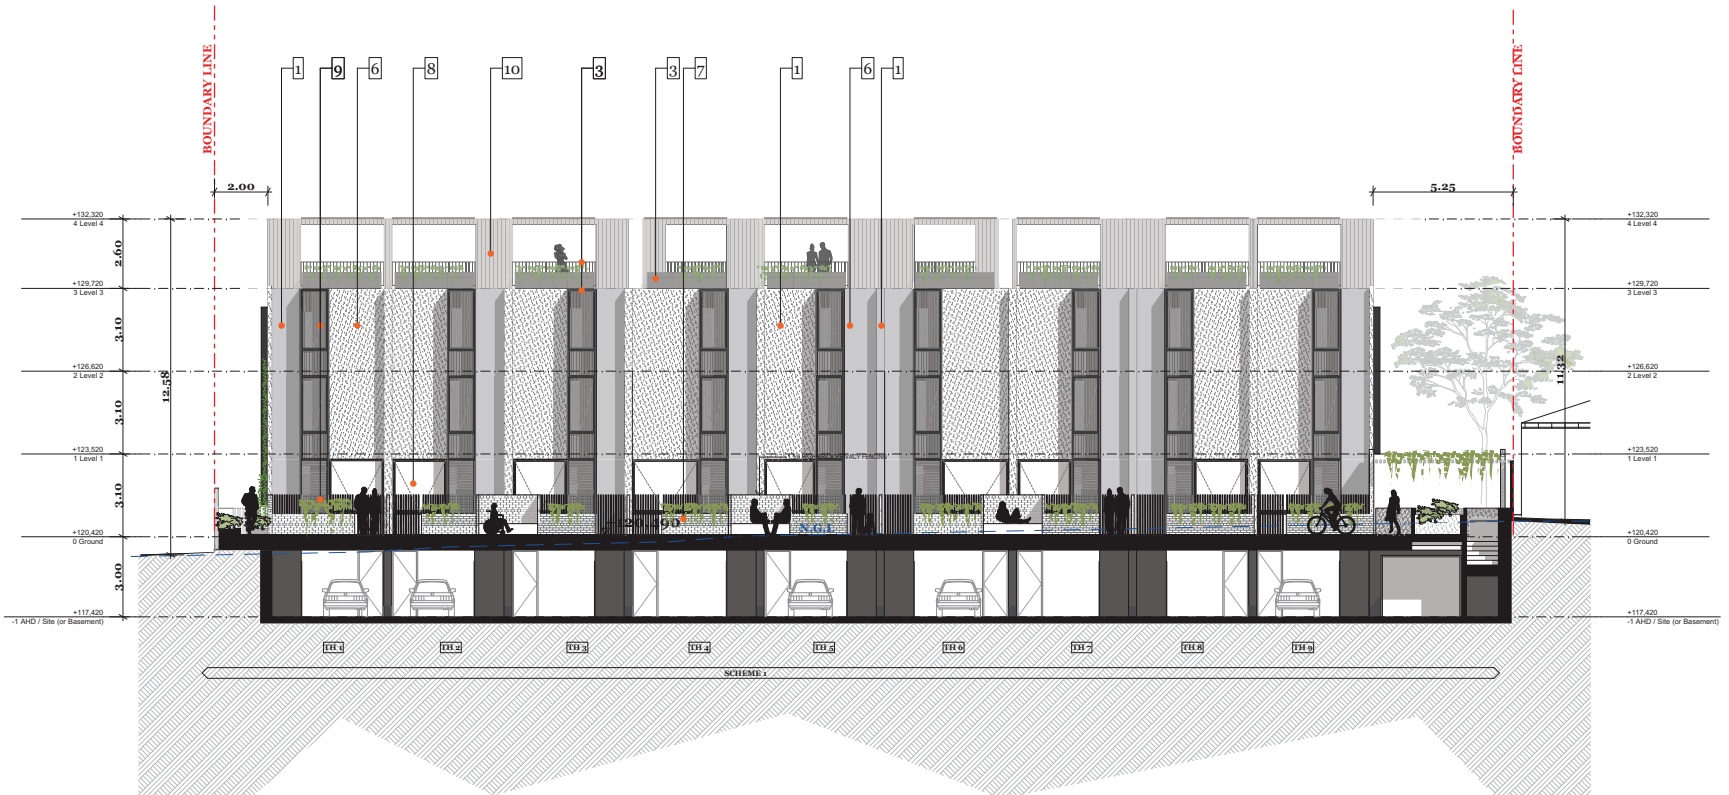 BOUNDARY LINE
BOUNDARY LINE
1
9
6
8
10
3
3
7
1
6
1
2.00
5.25
+132,320
4 Level 4
+132,320
4 Level 4
2.60
+129,720
3 Level 3
+129,720
3 Level 3
3.10
12.58
11.32
+126,620
2 Level 2
+126,620
2 Level 2
3.10
+123,520
1 Level 1
+123,520
1 Level 1
PRIVACY FENCING
3.10
+120.490
N.G.L
+120,420
0 Ground
+120,420
0 Ground
3.00
+117,420
-1 AHD / Site (or Basement)
+117,420
-1 AHD / Site (or Basement)
TH 1
TH 2
TH 3
TH 4
TH 5
TH 6
TH 7
TH 8
TH 9
SCHEME 1